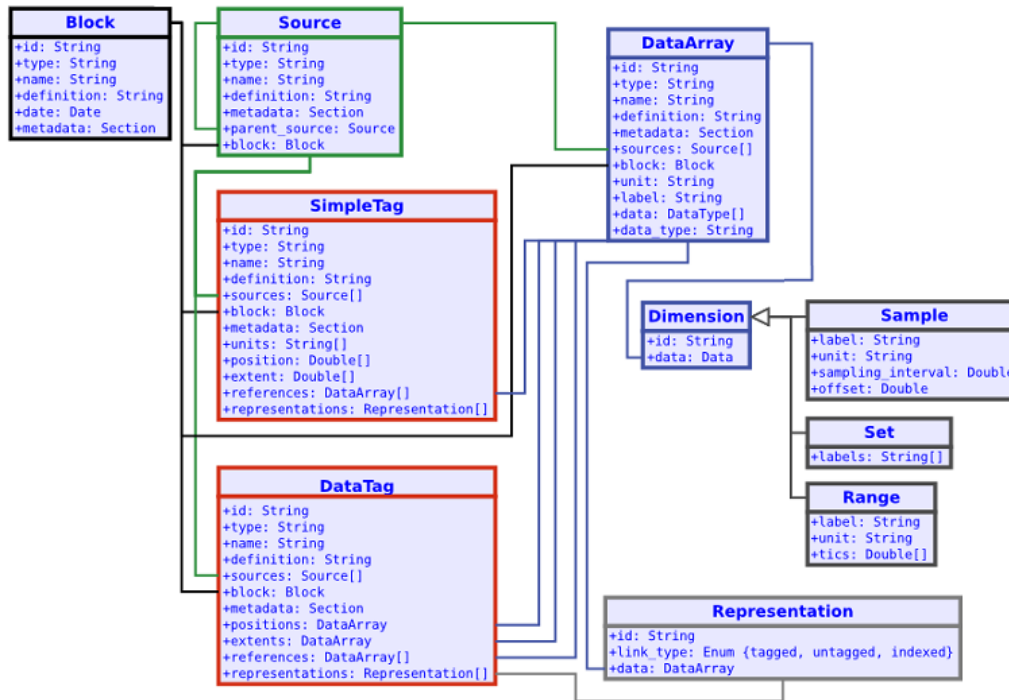 Block
+id: String
+type: String
+name: String
+definition: String
+date: Date
+metadata: Section
Source
+id: String
+type: String
+name: String
+definition: String
+metadata: Section
+parent_source: Source
+block: Block
DataArray
+id: String
+type: String
+name: String
+definition: String
+metadata: Section
+sources: Source[]
+block: Block
+unit: String
+label: String
+data: DataType[]
+data_type: String
SimpleTag
+id: String
+type: String
+name: String
+definition: String
+sources: Source[]
+block: Block
+metadata: Section
+units: String[]
+position: Double[]
+extent: Double[]
+references: DataArray[]
+representations: Representation[]
Dimension
+id: String
+data: Data
Sample
+label: String
+unit: String
+sampling_interval: Double
+offset: Double
Set
+labels: String[]
Range
+label: String
+unit: String
+tics: Double[]
DataTag
+id: String
+type: String
+name: String
+definition: String
+sources: Source[]
+block: Block
+metadata: Section
+positions: DataArray
+extents: DataArray
+references: DataArray[]
+representations: Representation[]
Representation
+id: String
+link_type: Enum {tagged, untagged, indexed}
+data: DataArray